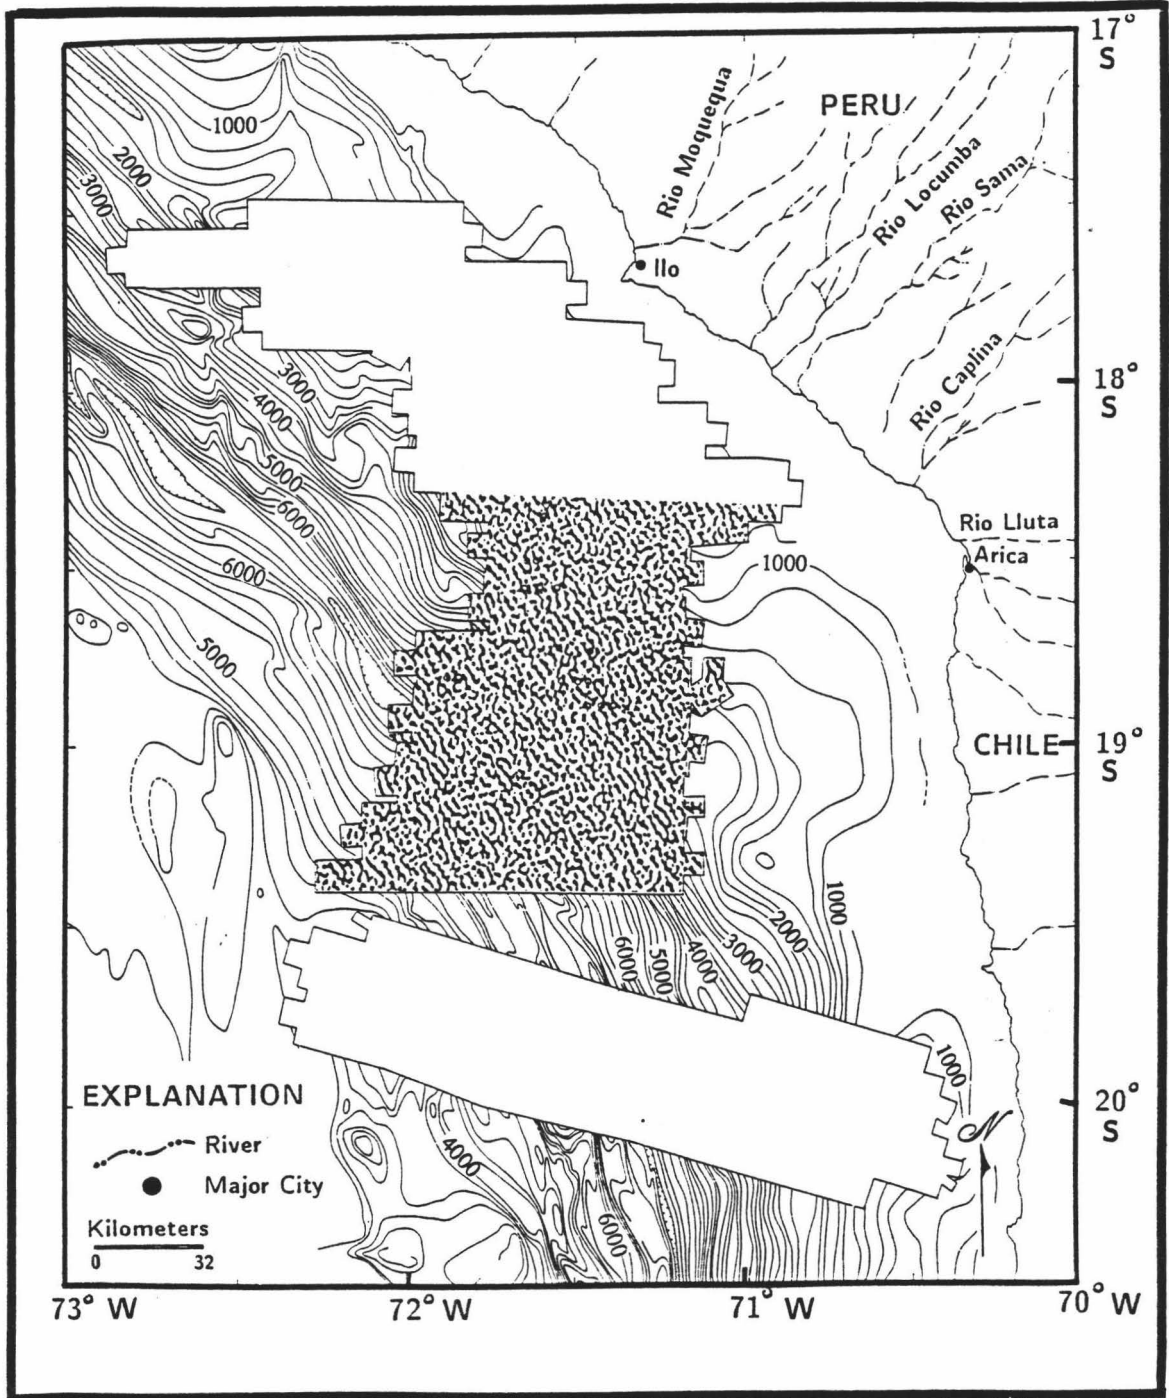 17°
S
PERU
Rio Moquequa
Rio Locumba
Rio Sama
1000
2000
3000
Ilo
Rio Caplina
18°
S
3000
4000
5000
6000
Rio Lluta
Arica
1000
6000
5000
CHILE
19°
S
1000
2000
3000
4000
5000
6000
1000
20°
S
N
EXPLANATION
River
Major City
Kilometers
0 32
4000
6000
73° W
72° W
71° W
70° W